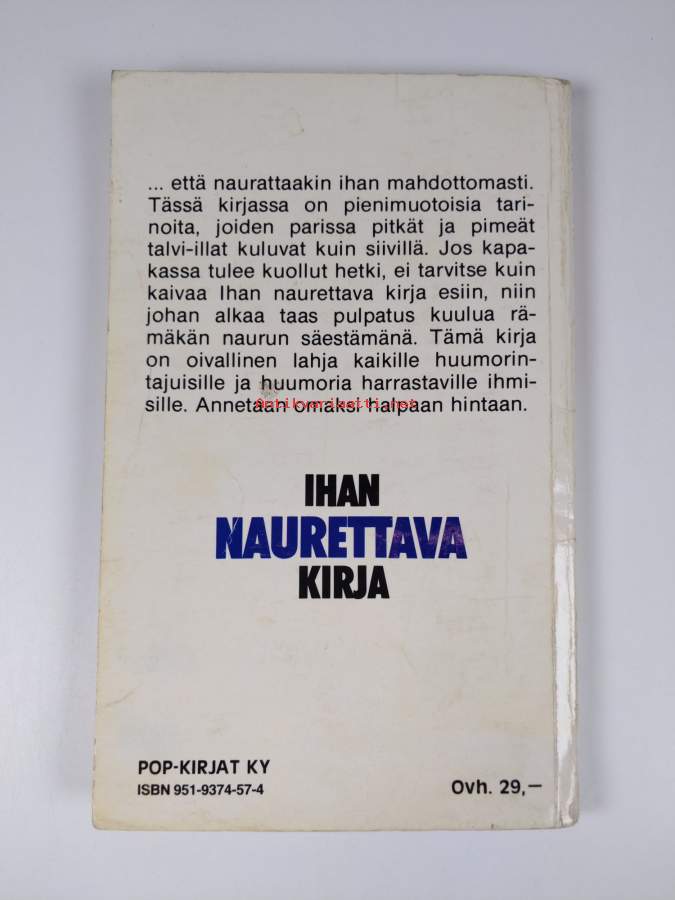 ... että naurattaakin ihan mahdottomasti.
Tässä kirjassa on pienimuotoisia tari-
noita, joiden parissa pitkät ja pimeät
talvi-illat kuluvat kuin siivillä. Jos kapa-
kassa tulee kuollut hetki, ei tarvitse kuin
kaivaa Ihan naurettava kirja esiin, niin
johan alkaa taas pulpatus kuulua rä-
mäkän naurun säestämänä. Tämä kirja
on oivallinen lahja kaikille huumorin-
tajuisille ja huumoria harrastaville ihmi-
sille. Annetaan omaksi halpaan hintaan.
Antikvariaatti.net
IHAN
NAURETTAVA
KIRJA
POP-KIRJAT KY
ISBN 951-9374-57-4
Ovh. 29,—